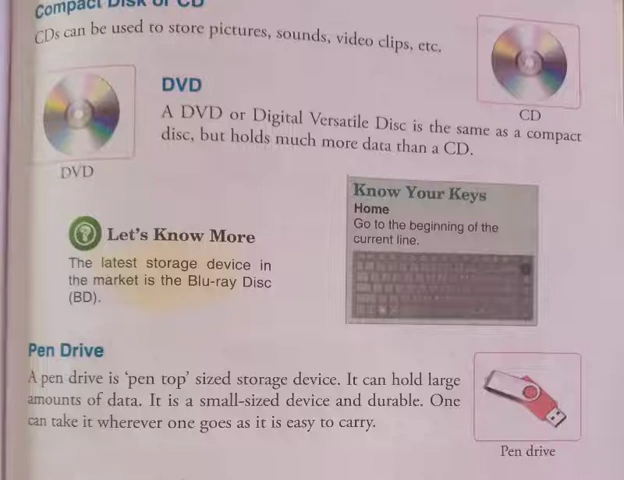 Compact Disk or CD
CDs can be used to store pictures, sounds, video clips, etc.
CD
DVD
A DVD or Digital Versatile Disc is the same as a compact
disc, but holds much more data than a CD.
DVD
Know Your Keys
Home
Go to the beginning of the
current line.
Let's Know More
The latest storage device in
the market is the Blu-ray Disc
(BD).
Pen Drive
A pen drive is 'pen top' sized storage device. It can hold large
amounts of data. It is a small-sized device and durable. One
can take it wherever one goes as it is easy to carry.
Pen drive